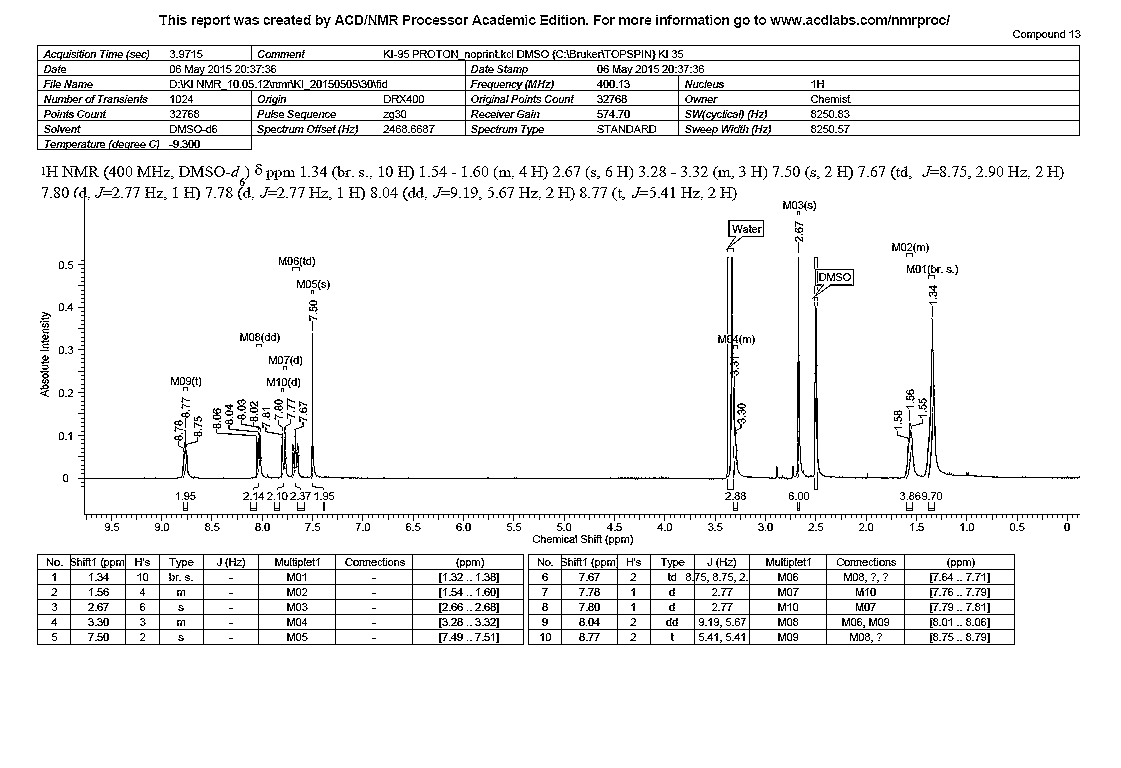 This report was created by ACD/NMR Processor Academic Edition. For more information go to www.acdlabs.com/nmrproc/
Compound 13
Acquisition Time (sec) 3.9715 Comment KI-95 PROTON_noprint.kcl DMSO {C:\Bruker\TOPSPIN} KI 35
Date 06 May 2015 20:37:36 Date Stamp 06 May 2015 20:37:36
File Name D:\KI NMR_10.05.12\nmr\KI_20150505\30\fid Frequency (MHz) 400.13 Nucleus 1H
Number of Transients 1024 Origin DRX400 Original Points Count 32768 Owner Chemist
Points Count 32768 Pulse Sequence zg30 Receiver Gain 574.70 SW(cyclical) (Hz) 8250.83
Solvent DMSO-d6 Spectrum Offset (Hz) 2468.6687 Spectrum Type STANDARD Sweep Width (Hz) 8250.57
Temperature (degree C) -9.300
1H NMR (400 MHz, DMSO-d6) δ ppm 1.34 (br. s., 10 H) 1.54 - 1.60 (m, 4 H) 2.67 (s, 6 H) 3.28 - 3.32 (m, 3 H) 7.50 (s, 2 H) 7.67 (td, J=8.75, 2.90 Hz, 2 H)
7.80 (d, J=2.77 Hz, 1 H) 7.78 (d, J=2.77 Hz, 1 H) 8.04 (dd, J=9.19, 5.67 Hz, 2 H) 8.77 (t, J=5.41 Hz, 2 H)
M03(s)
Water
2.67
M02(m)
M06(td)
M01(br. s.)
DMSO
M05(s)
1.34
7.50
M08(dd)
M04(m)
3.31
M07(d)
M09(t)
M10(d)
8.78 8.77 8.75 8.06 8.04 8.03 8.02 7.81 7.80 7.77 7.67
3.30
1.58 1.56 1.55
Absolute Intensity
0.5
0.4
0.3
0.2
0.1
0
1.95 2.14 2.10 2.37 1.95 2.88 6.00 3.86 9.70
9.5 9.0 8.5 8.0 7.5 7.0 6.5 6.0 5.5 5.0 4.5 4.0 3.5 3.0 2.5 2.0 1.5 1.0 0.5 0
Chemical Shift (ppm)
No. Shift1 (ppm H's Type J (Hz) Multiplet1 Connections (ppm)
1 1.34 10 br. s. - M01 - [1.32 .. 1.38]
2 1.56 4 m - M02 - [1.54 .. 1.60]
3 2.67 6 s - M03 - [2.66 .. 2.68]
4 3.30 3 m - M04 - [3.28 .. 3.32]
5 7.50 2 s - M05 - [7.49 .. 7.51]
No. Shift1 (ppm H's Type J (Hz) Multiplet1 Connections (ppm)
6 7.67 2 td 8.75, 8.75, 2. M06 M08, ?, ? [7.64 .. 7.71]
7 7.78 1 d 2.77 M07 M10 [7.76 .. 7.79]
8 7.80 1 d 2.77 M10 M07 [7.79 .. 7.81]
9 8.04 2 dd 9.19, 5.67 M08 M06, M09 [8.01 .. 8.06]
10 8.77 2 t 5.41, 5.41 M09 M08, ? [8.75 .. 8.79]